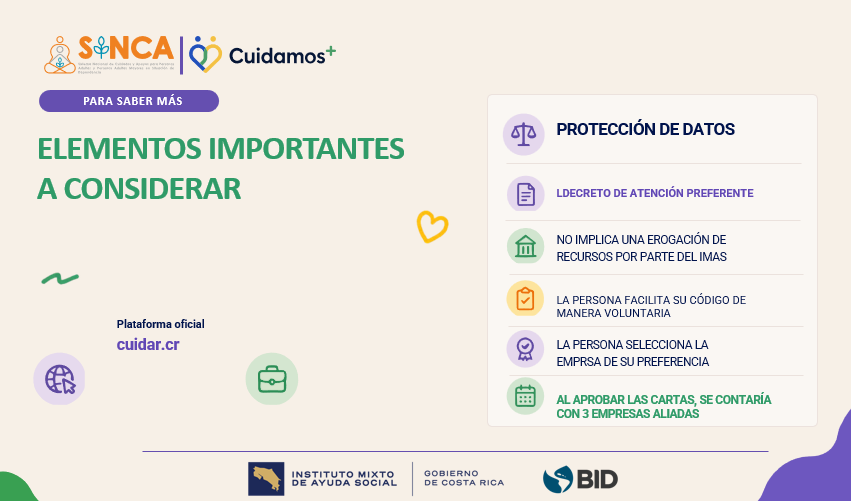 SINCA
Cuidamos+
PARA SABER MÁS
ELEMENTOS IMPORTANTES
A CONSIDERAR
Plataforma oficial
cuidar.cr
PROTECCIÓN DE DATOS
LDECRETO DE ATENCIÓN PREFERENTE
NO IMPLICA UNA EROGACIÓN DE
RECURSOS POR PARTE DEL IMAS
LA PERSONA FACILITA SU CÓDIGO DE
MANERA VOLUNTARIA
LA PERSONA SELECCIONA LA
EMPRSA DE SU PREFERENCIA
AL APROBAR LAS CARTAS, SE CONTARÍA
CON 3 EMPRESAS ALIADAS
INSTITUTO MIXTO
DE AYUDA SOCIAL
GOBIERNO
DE COSTA RICA
BID